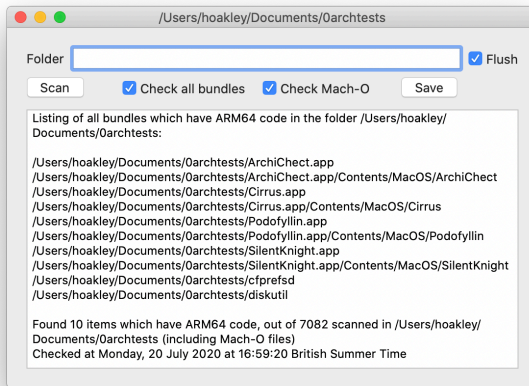 /Users/hoakley/Documents/0archtests
Folder
Flush
Scan
Check all bundles
Check Mach-O
Save
Listing of all bundles which have ARM64 code in the folder /Users/hoakley/
Documents/0archtests:
/Users/hoakley/Documents/0archtests/ArchiChect.app
/Users/hoakley/Documents/0archtests/ArchiChect.app/Contents/MacOS/ArchiChect
/Users/hoakley/Documents/0archtests/Cirrus.app
/Users/hoakley/Documents/0archtests/Cirrus.app/Contents/MacOS/Cirrus
/Users/hoakley/Documents/0archtests/Podofyllin.app
/Users/hoakley/Documents/0archtests/Podofyllin.app/Contents/MacOS/Podofyllin
/Users/hoakley/Documents/0archtests/SilentKnight.app
/Users/hoakley/Documents/0archtests/SilentKnight.app/Contents/MacOS/SilentKnight
/Users/hoakley/Documents/0archtests/cfprefsd
/Users/hoakley/Documents/0archtests/diskutil
Found 10 items which have ARM64 code, out of 7082 scanned in /Users/hoakley/
Documents/0archtests (including Mach-O files)
Checked at Monday, 20 July 2020 at 16:59:20 British Summer Time